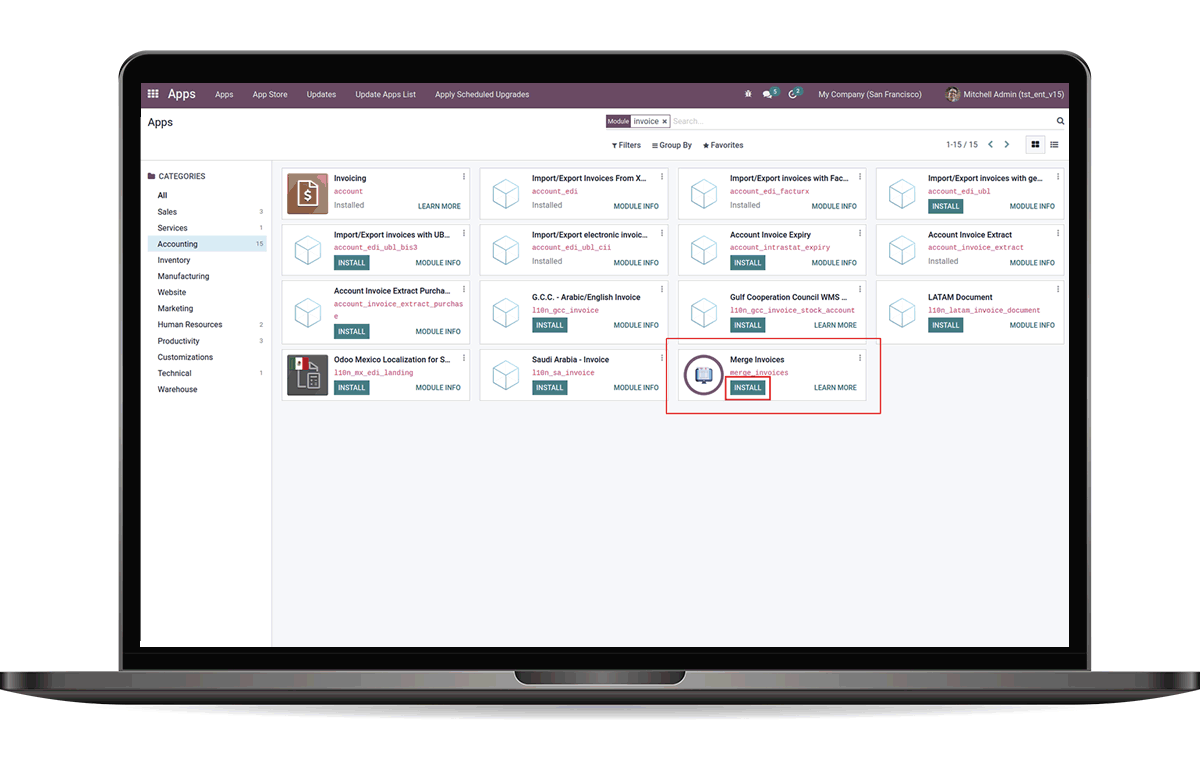 Apps Apps App Store Updates Update Apps List Apply Scheduled Upgrades 5 2 My Company (San Francisco) Mitchell Admin (tst_ent_v15)
Apps
Module invoice × Search...
Filters Group By Favorites 1-15 / 15
CATEGORIES
All
Sales 3
Services 1
Accounting 15
Inventory
Manufacturing
Website
Marketing
Human Resources 2
Productivity 3
Customizations
Technical 1
Warehouse
Invoicing
account
Installed LEARN MORE
Import/Export Invoices From X...
account_edi
Installed MODULE INFO
Import/Export invoices with Fac...
account_edi_facturx
Installed MODULE INFO
Import/Export invoices with ge...
account_edi_ubl
INSTALL MODULE INFO
Import/Export invoices with UB...
account_edi_ubl_bis3
INSTALL MODULE INFO
Import/Export electronic invoic...
account_edi_ubl_cii
Installed MODULE INFO
Account Invoice Expiry
account_intrastat_expiry
INSTALL MODULE INFO
Account Invoice Extract
account_invoice_extract
Installed MODULE INFO
Account Invoice Extract Purcha...
account_invoice_extract_purchas
e
INSTALL MODULE INFO
G.C.C. - Arabic/English Invoice
l10n_gcc_invoice
INSTALL MODULE INFO
Gulf Cooperation Council WMS ...
l10n_gcc_invoice_stock_account
INSTALL LEARN MORE
LATAM Document
l10n_latam_invoice_document
INSTALL MODULE INFO
Odoo Mexico Localization for S...
l10n_mx_edi_landing
INSTALL MODULE INFO
Saudi Arabia - Invoice
l10n_sa_invoice
INSTALL MODULE INFO
Merge Invoices
merge_invoices
INSTALL LEARN MORE